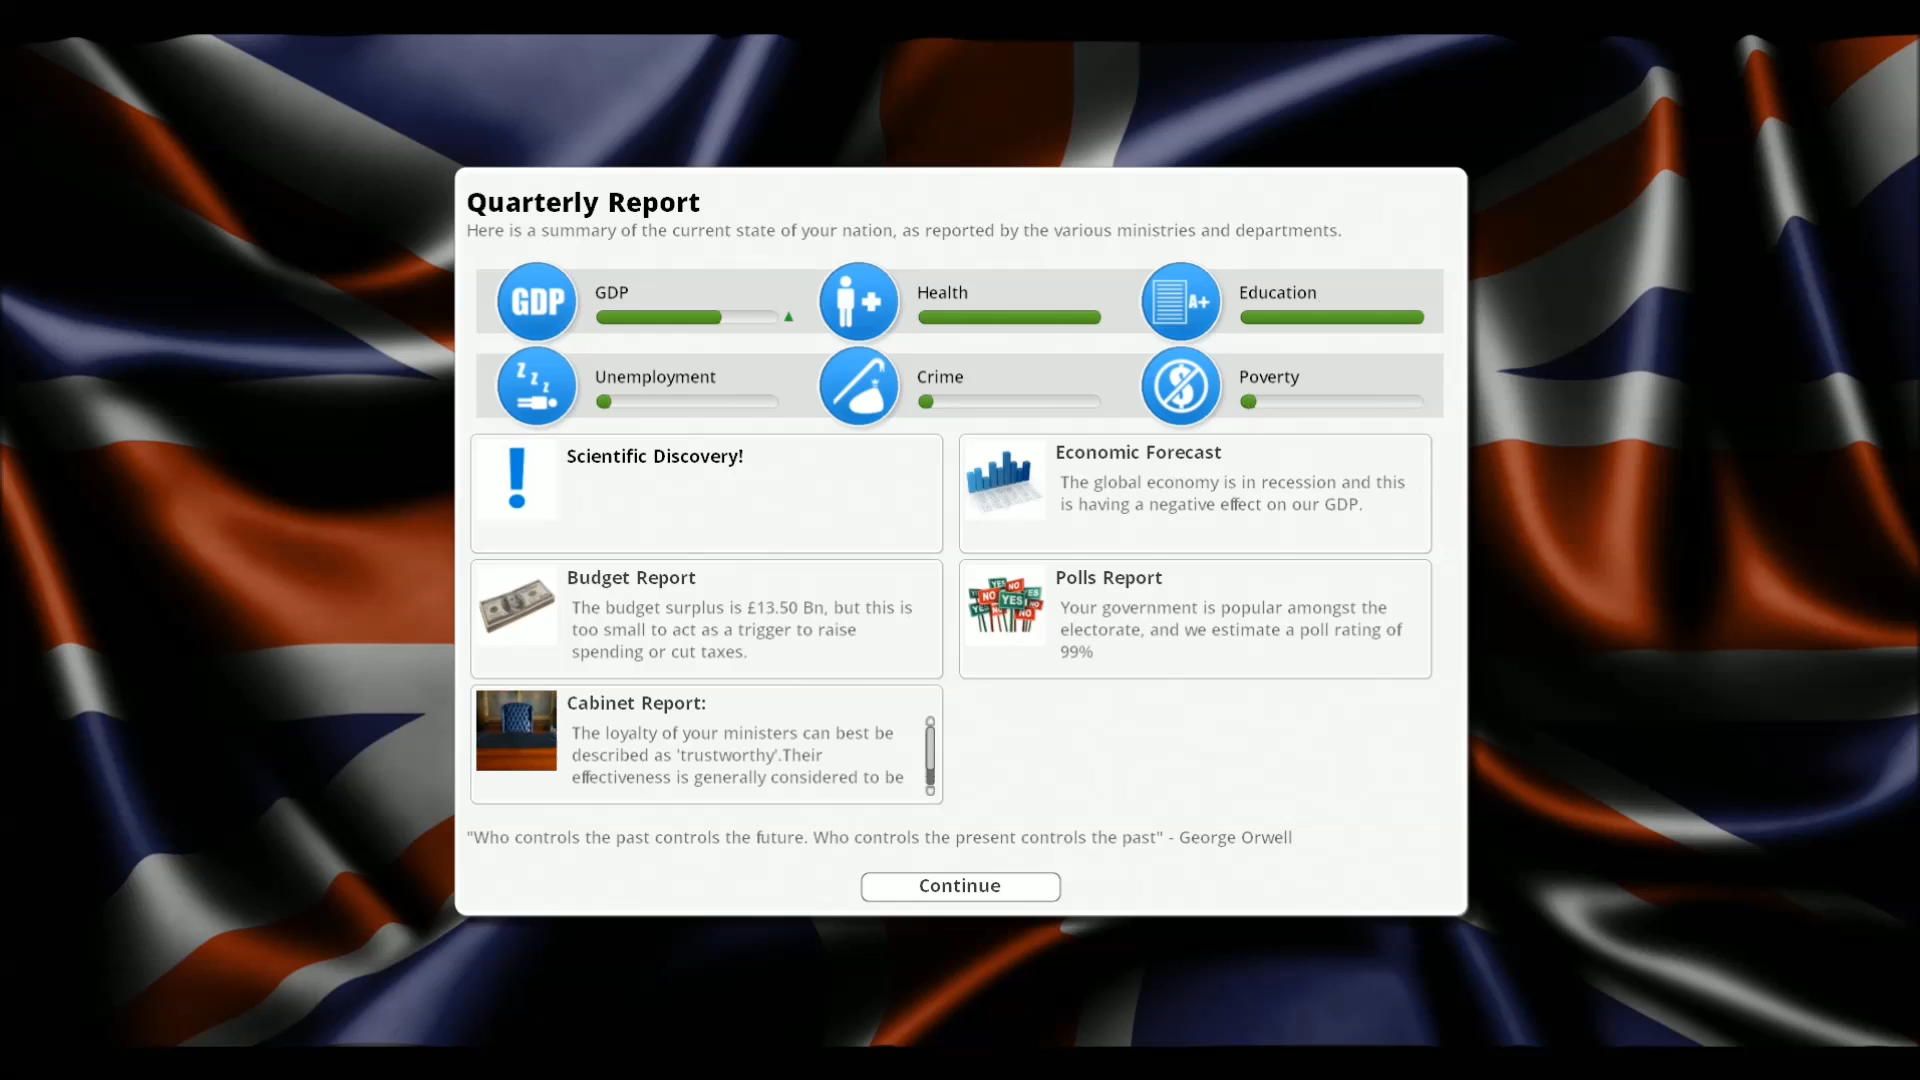 Quarterly Report
Here is a summary of the current state of your nation, as reported by the various ministries and departments.
GDP
GDP
Health
A+
Education
Z Z Z
Unemployment
Crime
$
Poverty
Scientific Discovery!
Economic Forecast
The global economy is in recession and this
is having a negative effect on our GDP.
Budget Report
The budget surplus is £13.50 Bn, but this is
too small to act as a trigger to raise
spending or cut taxes.
YES NO
NO YES YES
NO
Polls Report
Your government is popular amongst the
electorate, and we estimate a poll rating of
99%
Cabinet Report:
The loyalty of your ministers can best be
described as 'trustworthy'.Their
effectiveness is generally considered to be
"Who controls the past controls the future. Who controls the present controls the past" - George Orwell
Continue